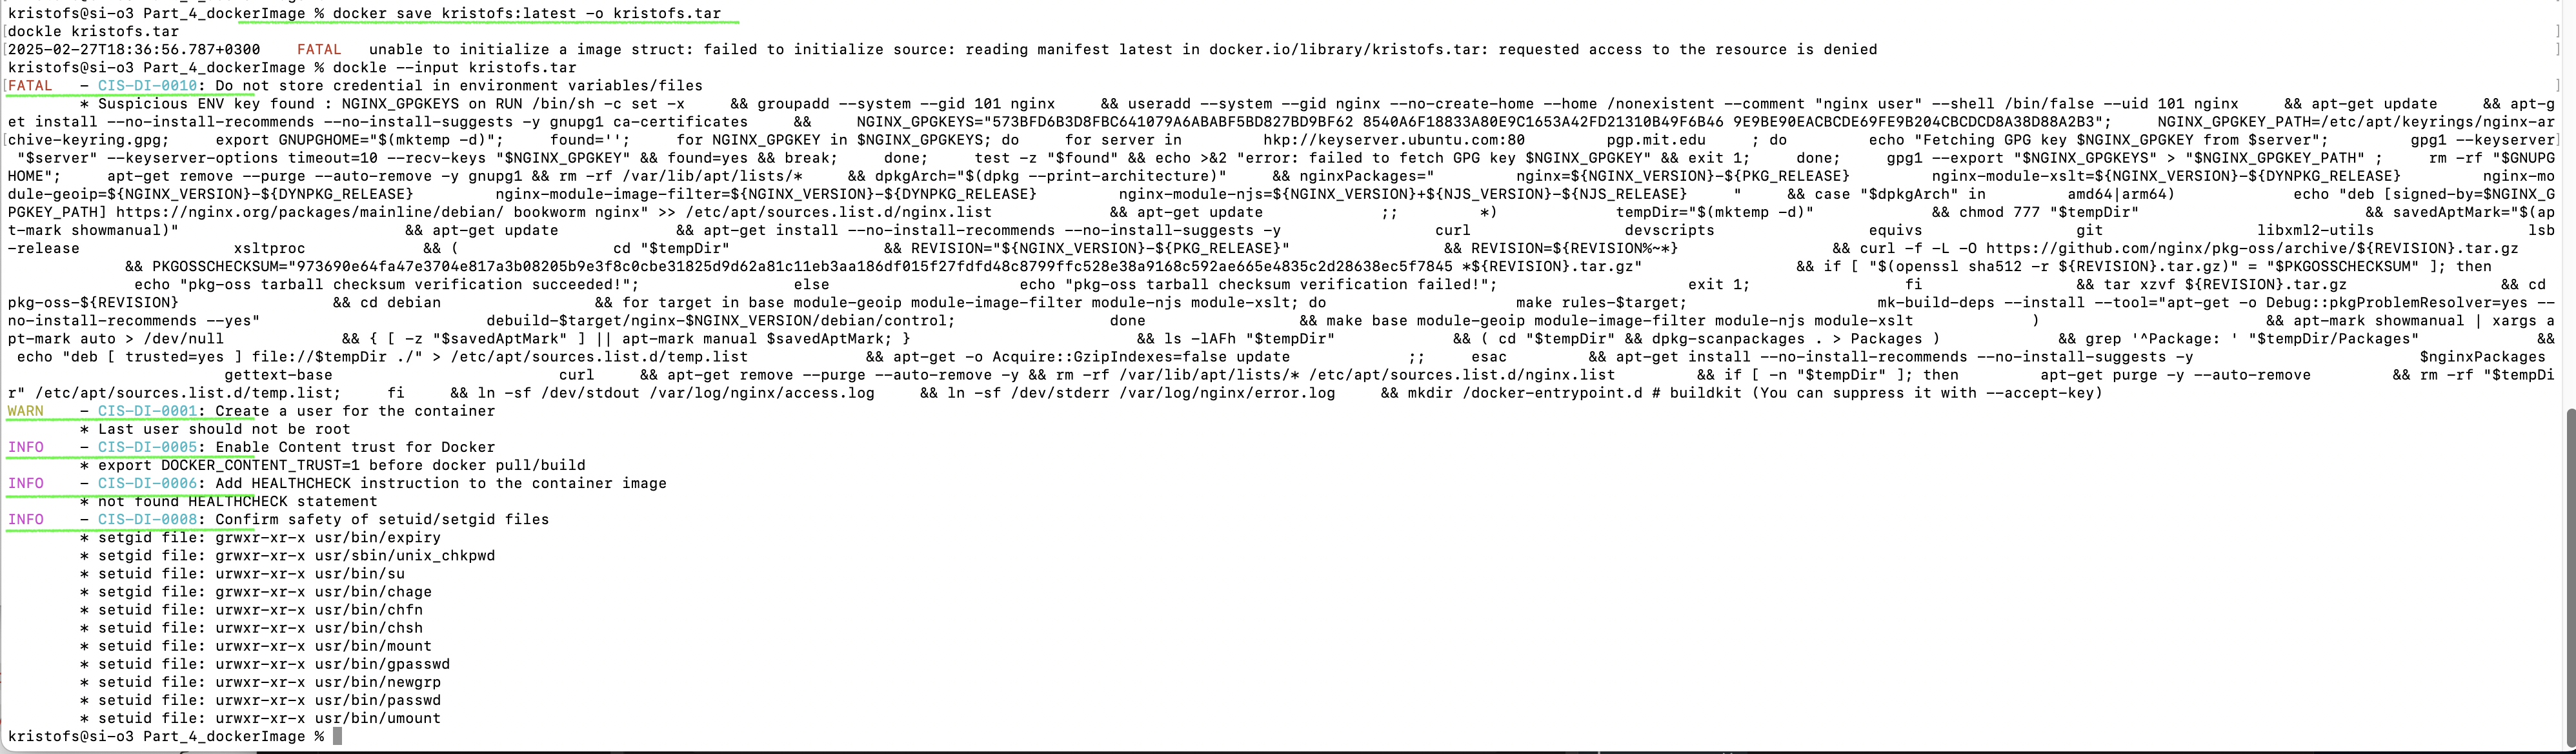 kristofs@si-o3 Part_4_dockerImage % docker save kristofs:latest -o kristofs.tar
dockle kristofs.tar
[2025-02-27T18:36:56.787+0300 FATAL unable to initialize a image struct: failed to initialize source: reading manifest latest in docker.io/library/kristofs.tar: requested access to the resource is denied
kristofs@si-o3 Part_4_dockerImage % dockle --input kristofs.tar
FATAL - CIS-DI-0010: Do not store credential in environment variables/files
* Suspicious ENV key found : NGINX_GPGKEYS on RUN /bin/sh -c set -x && groupadd --system --gid 101 nginx && useradd --system --gid nginx --no-create-home --home /nonexistent --comment "nginx user" --shell /bin/false --uid 101 nginx && apt-get update && apt-g
et install --no-install-recommends --no-install-suggests -y gnupg1 ca-certificates && NGINX_GPGKEYS="573BFD6B3D8FBC641079A6ABABF5BD827BD9BF62 8540A6F18833A80E9C1653A42FD21310B49F6B46 9E9BE90EACBCDE69FE9B204CBCDCD8A38D88A2B3"; NGINX_GPGKEY_PATH=/etc/apt/keyrings/nginx-ar
chive-keyring.gpg; export GNUPGHOME="$(mktemp -d)"; found=''; for NGINX_GPGKEY in $NGINX_GPGKEYS; do for server in hkp://keyserver.ubuntu.com:80 pgp.mit.edu ; do echo "Fetching GPG key $NGINX_GPGKEY from $server"; gpg1 --keyserver
"$server" --keyserver-options timeout=10 --recv-keys "$NGINX_GPGKEY" && found=yes && break; done; test -z "$found" && echo >&2 "error: failed to fetch GPG key $NGINX_GPGKEY" && exit 1; done; gpg1 --export "$NGINX_GPGKEYS" > "$NGINX_GPGKEY_PATH" ; rm -rf "$GNUPG
HOME"; apt-get remove --purge --auto-remove -y gnupg1 && rm -rf /var/lib/apt/lists/* && dpkgArch="$(dpkg --print-architecture)" && nginxPackages=" nginx=${NGINX_VERSION}-${PKG_RELEASE} nginx-module-xslt=${NGINX_VERSION}-${DYNPKG_RELEASE} nginx-mo
dule-geoip=${NGINX_VERSION}-${DYNPKG_RELEASE} nginx-module-image-filter=${NGINX_VERSION}-${DYNPKG_RELEASE} nginx-module-njs=${NGINX_VERSION}+${NJS_VERSION}-${NJS_RELEASE} " && case "$dpkgArch" in amd64|arm64) echo "deb [signed-by=$NGINX_G
PGKEY_PATH] https://nginx.org/packages/mainline/debian/ bookworm nginx" >> /etc/apt/sources.list.d/nginx.list && apt-get update ;; *) tempDir="$(mktemp -d)" && chmod 777 "$tempDir" && savedAptMark="$(ap
t-mark showmanual)" && apt-get update && apt-get install --no-install-recommends --no-install-suggests -y curl devscripts equivs git libxml2-utils lsb
-release xsltproc && ( cd "$tempDir" && REVISION="${NGINX_VERSION}-${PKG_RELEASE}" && REVISION=${REVISION%~*} && curl -f -L -O https://github.com/nginx/pkg-oss/archive/${REVISION}.tar.gz
&& PKGOSSCHECKSUM="973690e64fa47e3704e817a3b08205b9e3f8c0cbe31825d9d62a81c11eb3aa186df015f27fdfd48c8799ffc528e38a9168c592ae665e4835c2d28638ec5f7845 *${REVISION}.tar.gz" && if [ "$(openssl sha512 -r ${REVISION}.tar.gz)" = "$PKGOSSCHECKSUM" ]; then
echo "pkg-oss tarball checksum verification succeeded!"; else echo "pkg-oss tarball checksum verification failed!"; exit 1; fi && tar xzvf ${REVISION}.tar.gz && cd
pkg-oss-${REVISION} && cd debian && for target in base module-geoip module-image-filter module-njs module-xslt; do make rules-$target; mk-build-deps --install --tool="apt-get -o Debug::pkgProblemResolver=yes --
no-install-recommends --yes" debuild-$target/nginx-$NGINX_VERSION/debian/control; done && make base module-geoip module-image-filter module-njs module-xslt ) && apt-mark showmanual | xargs a
pt-mark auto > /dev/null && { [ -z "$savedAptMark" ] || apt-mark manual $savedAptMark; } && ls -lAFh "$tempDir" && ( cd "$tempDir" && dpkg-scanpackages . > Packages ) && grep '^Package: ' "$tempDir/Packages" &&
echo "deb [ trusted=yes ] file://$tempDir ./" > /etc/apt/sources.list.d/temp.list && apt-get -o Acquire::GzipIndexes=false update ;; esac && apt-get install --no-install-recommends --no-install-suggests -y $nginxPackages
gettext-base curl && apt-get remove --purge --auto-remove -y && rm -rf /var/lib/apt/lists/* /etc/apt/sources.list.d/nginx.list && if [ -n "$tempDir" ]; then apt-get purge -y --auto-remove && rm -rf "$tempDi
r" /etc/apt/sources.list.d/temp.list; fi && ln -sf /dev/stdout /var/log/nginx/access.log && ln -sf /dev/stderr /var/log/nginx/error.log && mkdir /docker-entrypoint.d # buildkit (You can suppress it with --accept-key)
WARN - CIS-DI-0001: Create a user for the container
* Last user should not be root
INFO - CIS-DI-0005: Enable Content trust for Docker
* export DOCKER_CONTENT_TRUST=1 before docker pull/build
INFO - CIS-DI-0006: Add HEALTHCHECK instruction to the container image
* not found HEALTHCHECK statement
INFO - CIS-DI-0008: Confirm safety of setuid/setgid files
* setgid file: grwxr-xr-x usr/bin/expiry
* setgid file: grwxr-xr-x usr/sbin/unix_chkpwd
* setuid file: urwxr-xr-x usr/bin/su
* setgid file: grwxr-xr-x usr/bin/chage
* setuid file: urwxr-xr-x usr/bin/chfn
* setuid file: urwxr-xr-x usr/bin/chsh
* setuid file: urwxr-xr-x usr/bin/mount
* setuid file: urwxr-xr-x usr/bin/gpasswd
* setuid file: urwxr-xr-x usr/bin/newgrp
* setuid file: urwxr-xr-x usr/bin/passwd
* setuid file: urwxr-xr-x usr/bin/umount
kristofs@si-o3 Part_4_dockerImage %